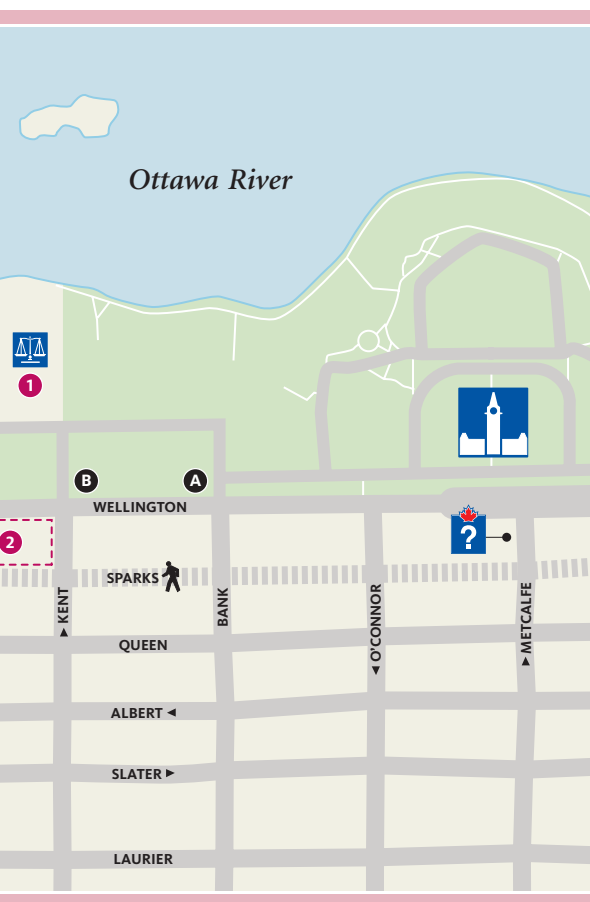 Ottawa River
1
B
A
WELLINGTON
2
?
SPARKS
KENT
BANK
O'CONNOR
METCALFE
QUEEN
ALBERT
SLATER
LAURIER